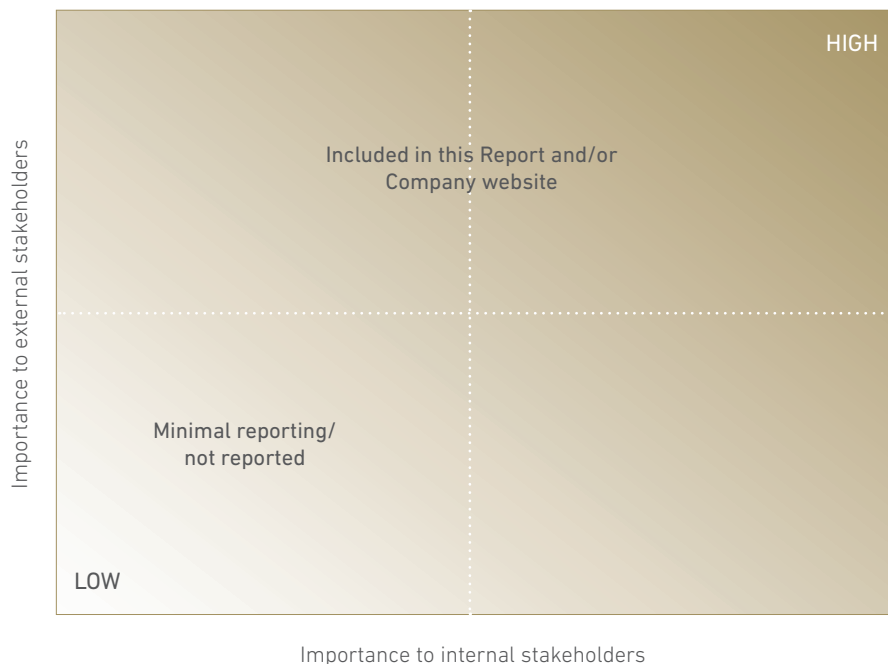 HIGH
Importance to external stakeholders
Included in this Report and/or
Company website
Minimal reporting/
not reported
LOW
Importance to internal stakeholders